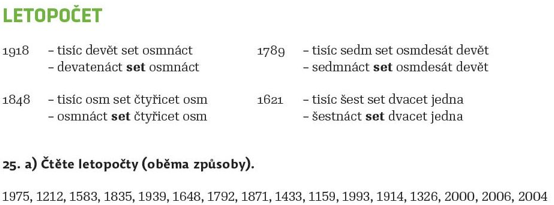 LETOPOČET
1918 – tisíc devět set osmnáct
– devatenáct set osmnáct
1789 – tisíc sedm set osmdesát devět
– sedmnáct set osmdesát devět
1848 – tisíc osm set čtyřicet osm
– osmnáct set čtyřicet osm
1621 – tisíc šest set dvacet jedna
– šestnáct set dvacet jedna
25. a) Čtěte letopočty (oběma způsoby).
1975, 1212, 1583, 1835, 1939, 1648, 1792, 1871, 1433, 1159, 1993, 1914, 1326, 2000, 2006, 2004